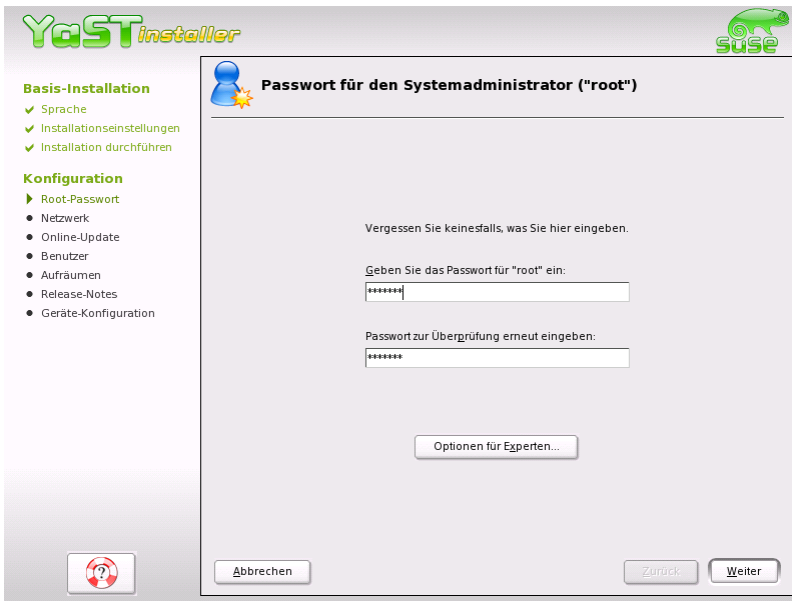 YaST installer
SUSE
Basis-Installation
Sprache
Installationseinstellungen
Installation durchführen
Konfiguration
Root-Passwort
Netzwerk
Online-Update
Benutzer
Aufräumen
Release-Notes
Geräte-Konfiguration
Passwort für den Systemadministrator ("root")
Vergessen Sie keinesfalls, was Sie hier eingeben.
Geben Sie das Passwort für "root" ein:
*******
Passwort zur Überprüfung erneut eingeben:
*******
Optionen für Experten...
?
Abbrechen
Zurück
Weiter